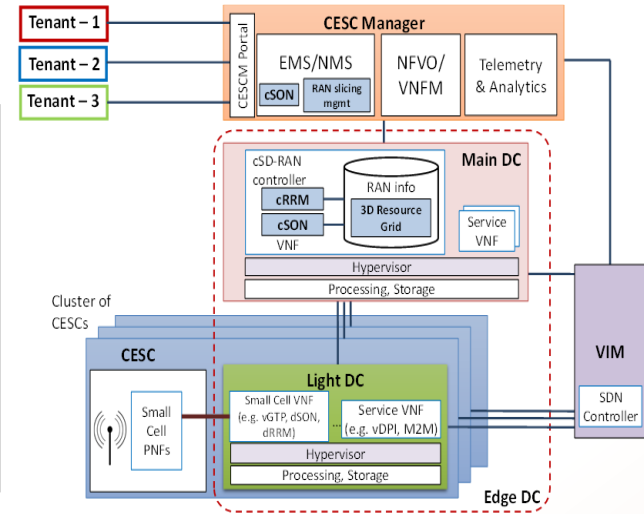 Tenant – 1
Tenant – 2
Tenant – 3
CESC Manager
CESCM Portal
EMS/NMS
cSON
RAN slicing
mgmt
NFVO/
VNFM
Telemetry
& Analytics
Main DC
cSD-RAN
controller
cRRM
cSON
VNF
RAN info
3D Resource
Grid
Service
VNF
Hypervisor
Processing, Storage
Cluster of
CESCs
CESC
Small
Cell
PNFs
Light DC
Small Cell VNF
(e.g. vGTP, dSON,
dRRM)
...
Service VNF
(e.g. vDPI, M2M)
Hypervisor
Processing, Storage
Edge DC
VIM
SDN
Controller